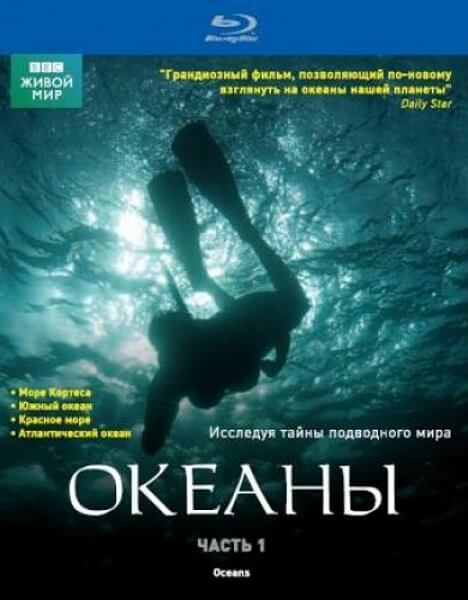 Blu-ray Disc
BBC
ЖИВОЙ
МИР
"Грандиозный фильм, позволяющий по-новому
взглянуть на океаны нашей планеты"
Daily Star
• Море Кортеса
• Южный океан
• Красное море
• Атлантический океан
Исследуя тайны подводного мира
ОКЕАНЫ
ЧАСТЬ 1
Oceans